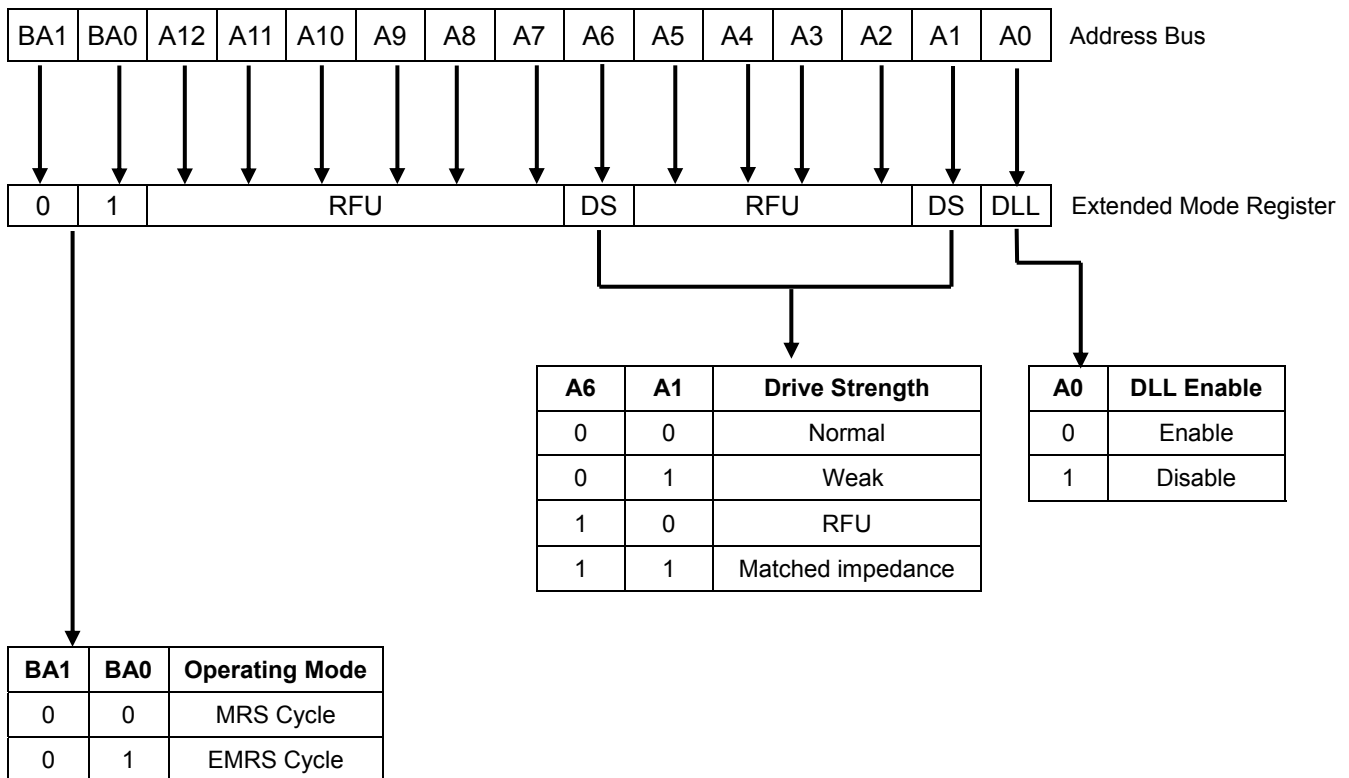 BA1 BA0 A12 A11 A10 A9 A8 A7 A6 A5 A4 A3 A2 A1 A0 Address Bus
0 1 RFU DS RFU DS DLL Extended Mode Register
A6 A1 Drive Strength
0 0 Normal
0 1 Weak
1 0 RFU
1 1 Matched impedance
A0 DLL Enable
0 Enable
1 Disable
BA1 BA0 Operating Mode
0 0 MRS Cycle
0 1 EMRS Cycle